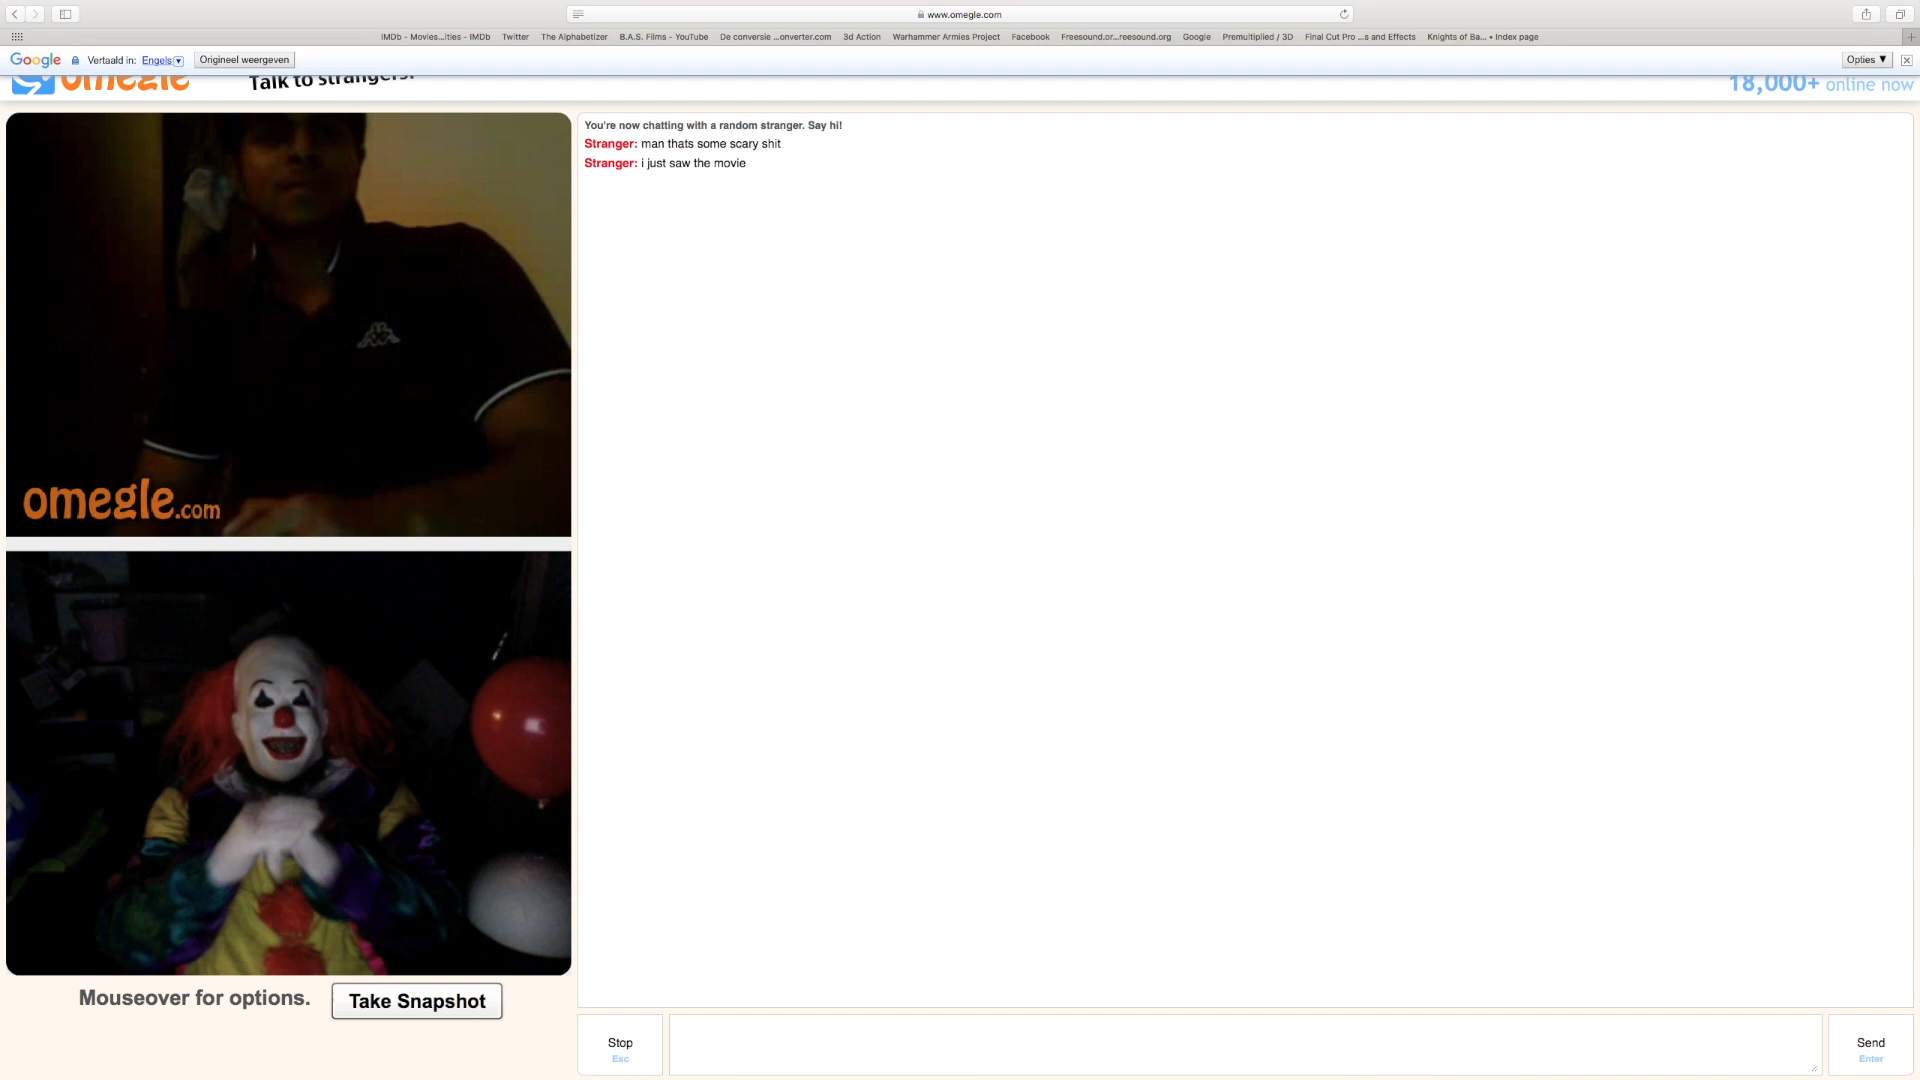 www.omegle.com
IMDb - Movies...ities - IMDb Twitter The Alphabetizer B.A.S. Films - YouTube De conversie ...onverter.com 3d Action Warhammer Armies Project Facebook Freesound.or...reesound.org Google Premultiplied / 3D Final Cut Pro ...s and Effects Knights of Ba... • Index page
Google Vertaald in: Engels Origineel weergeven Opties ▼
omegle Talk to strangers! 18,000+ online now
You're now chatting with a random stranger. Say hi!
Stranger: man thats some scary shit
Stranger: i just saw the movie
omegle.com
Mouseover for options. Take Snapshot
Stop
Esc
Send
Enter